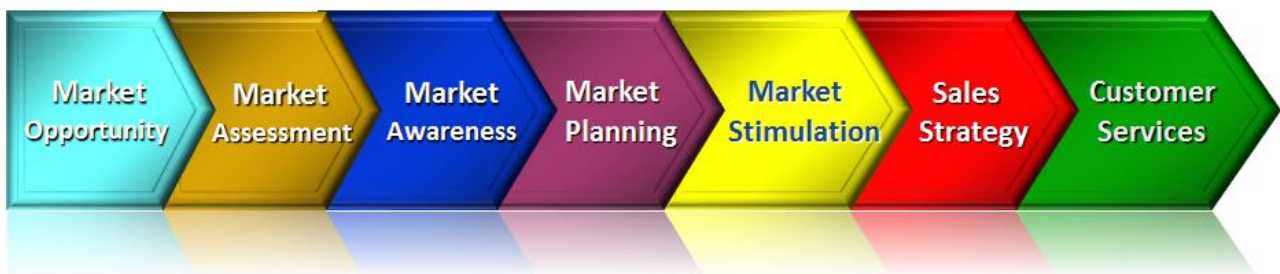 Market
Opportunity
Market
Assessment
Market
Awareness
Market
Planning
Market
Stimulation
Sales
Strategy
Customer
Services